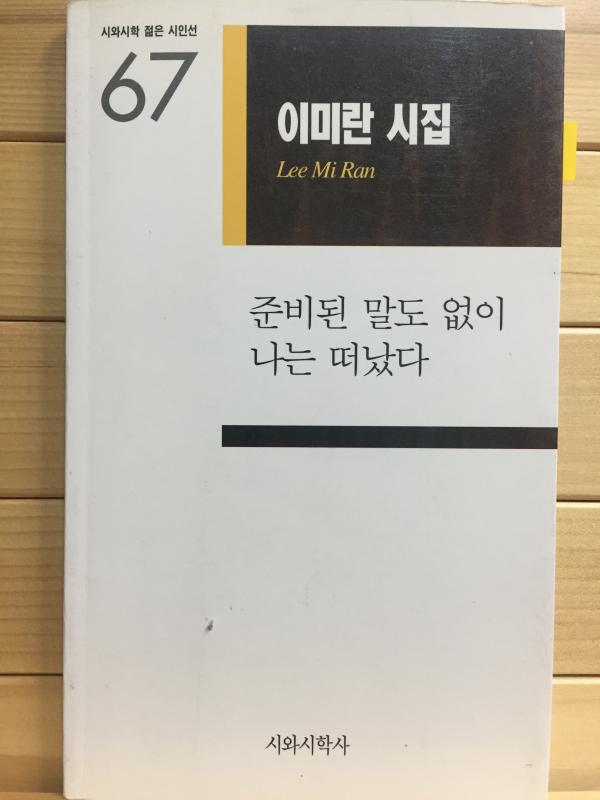 시와시학 젊은 시인선
67
이미란 시집
Lee Mi Ran
준비된 말도 없이
나는 떠났다
시와시학사